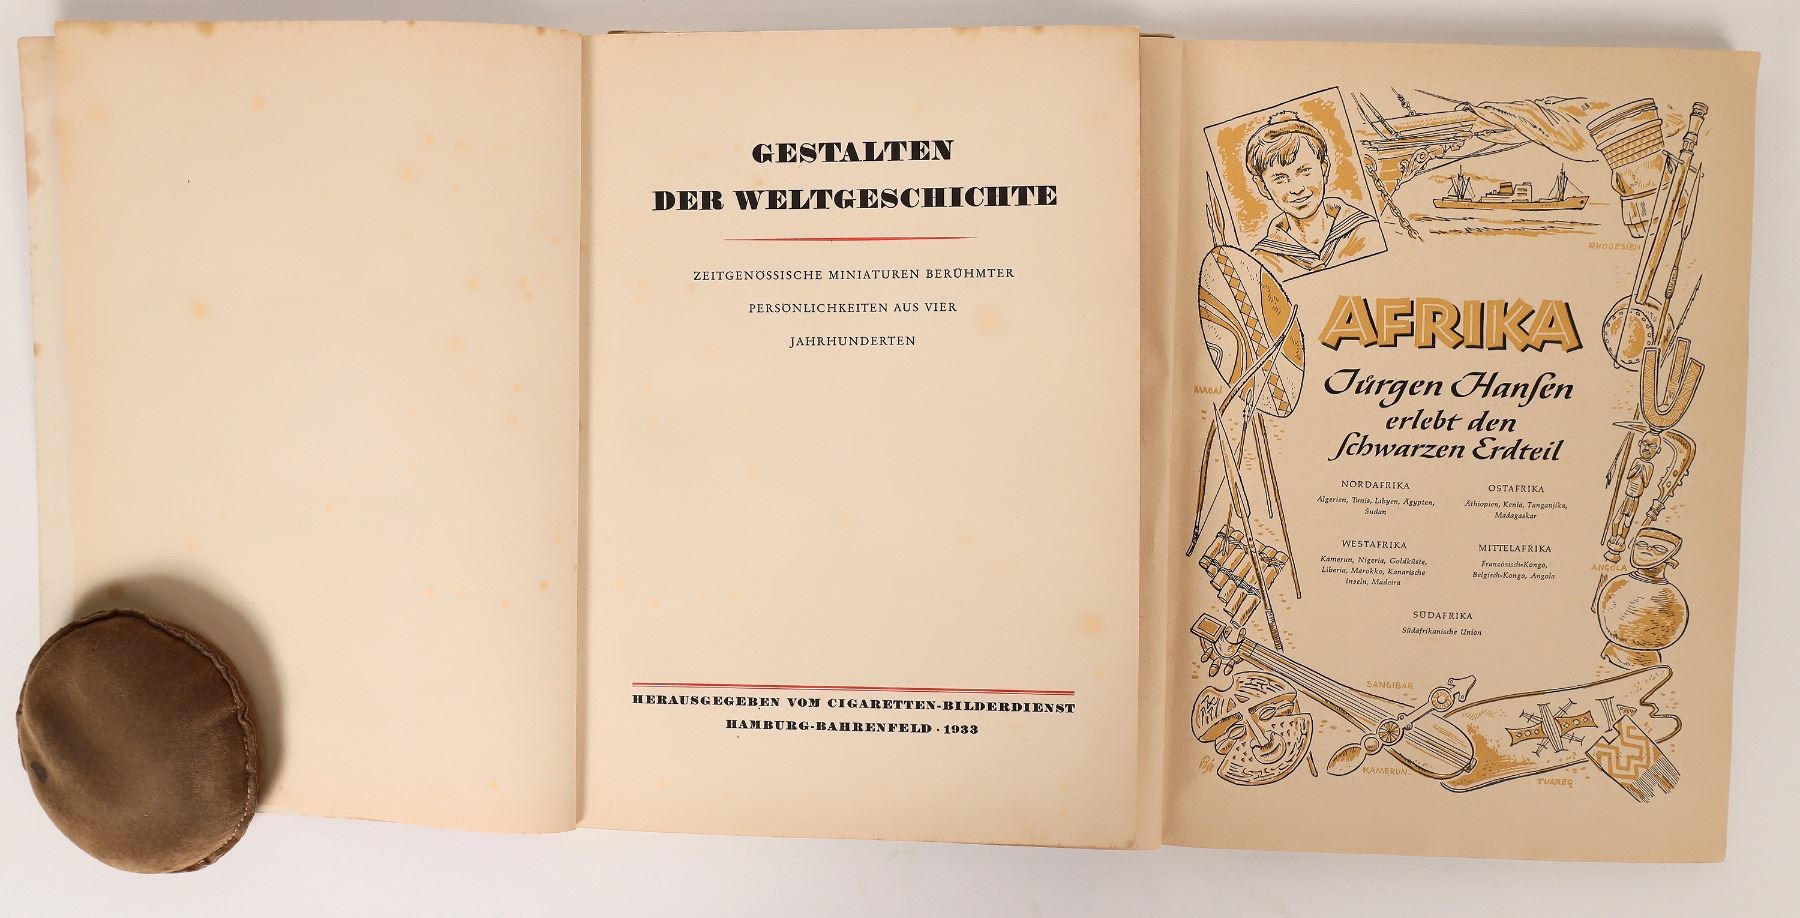 GESTALTEN
DER WELTGESCHICHTE
ZEITGENÖSSISCHE MINIATUREN BERÜHMTER
PERSÖNLICHKEITEN AUS VIER
JAHRHUNDERTEN
HERAUSGEGEBEN VOM CIGARETTEN-BILDERDIENST
HAMBURG-BAHRENFELD · 1933
RHODESIEN
AFRIKA
MASAI
Jürgen Hansen
erlebt den
schwarzen Erdteil
NORDAFRIKA
Algerien, Tunis, Libyen, Ägypten,
Sudan
OSTAFRIKA
Äthiopien, Kenia, Tanganjika,
Madagaskar
WESTAFRIKA
Kamerun, Nigeria, Goldküste,
Liberia, Marokko, Kanarische
Inseln, Madeira
MITTELAFRIKA
Französisch-Kongo,
Belgisch-Kongo, Angola
ANGOLA
SÜDAFRIKA
Südafrikanische Union
SANSIBAR
KAMERUN
TUAREG